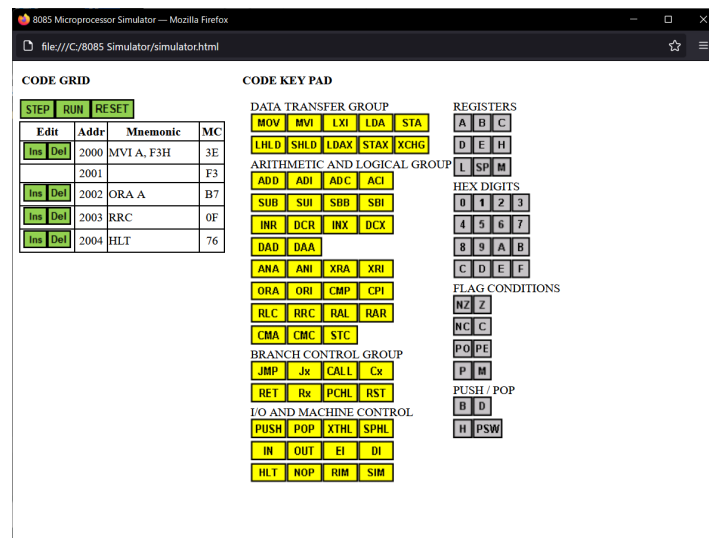 8085 Microprocessor Simulator — Mozilla Firefox
file:///C:/8085 Simulator/simulator.html
CODE GRID
STEP RUN RESET
Edit Addr Mnemonic MC
Ins Del 2000 MVI A, F3H 3E
2001 F3
Ins Del 2002 ORA A B7
Ins Del 2003 RRC 0F
Ins Del 2004 HLT 76
CODE KEY PAD
DATA TRANSFER GROUP
MOV MVI LXI LDA STA
LHLD SHLD LDAX STAX XCHG
ARITHMETIC AND LOGICAL GROUP
ADD ADI ADC ACI
SUB SUI SBB SBI
INR DCR INX DCX
DAD DAA
ANA ANI XRA XRI
ORA ORI CMP CPI
RLC RRC RAL RAR
CMA CMC STC
BRANCH CONTROL GROUP
JMP Jx CALL Cx
RET Rx PCHL RST
I/O AND MACHINE CONTROL
PUSH POP XTHL SPHL
IN OUT EI DI
HLT NOP RIM SIM
REGISTERS
A B C
D E H
L SP M
HEX DIGITS
0 1 2 3
4 5 6 7
8 9 A B
C D E F
FLAG CONDITIONS
NZ Z
NC C
PO PE
P M
PUSH / POP
B D
H PSW